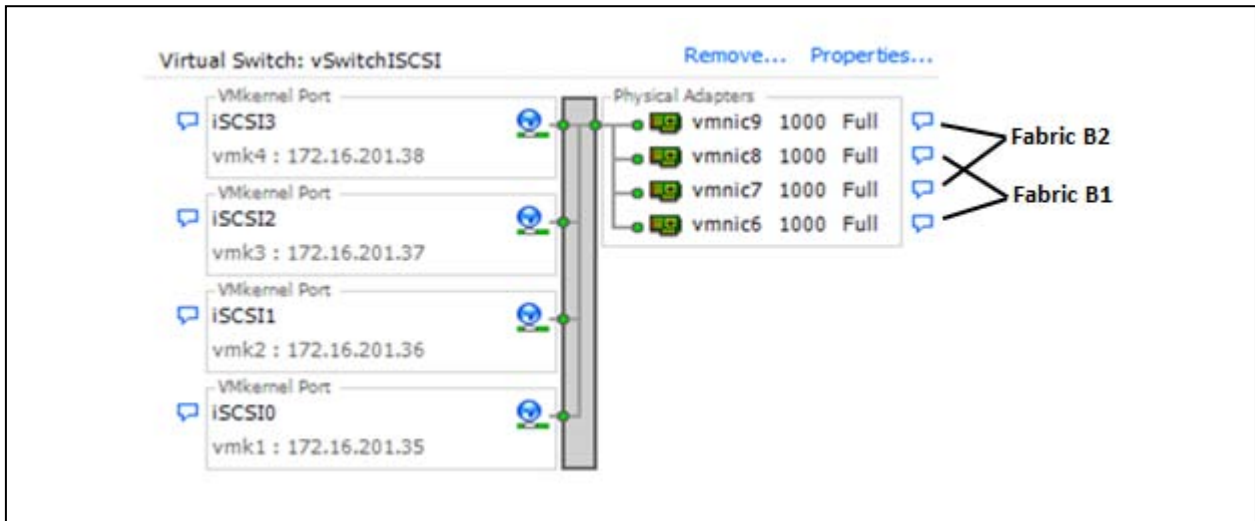 Virtual Switch: vSwitchISCSI Remove... Properties...
VMkernel Port
iSCSI3
vmk4 : 172.16.201.38
VMkernel Port
iSCSI2
vmk3 : 172.16.201.37
VMkernel Port
iSCSI1
vmk2 : 172.16.201.36
VMkernel Port
iSCSI0
vmk1 : 172.16.201.35
Physical Adapters
vmnic9 1000 Full
vmnic8 1000 Full
vmnic7 1000 Full
vmnic6 1000 Full
Fabric B2
Fabric B1